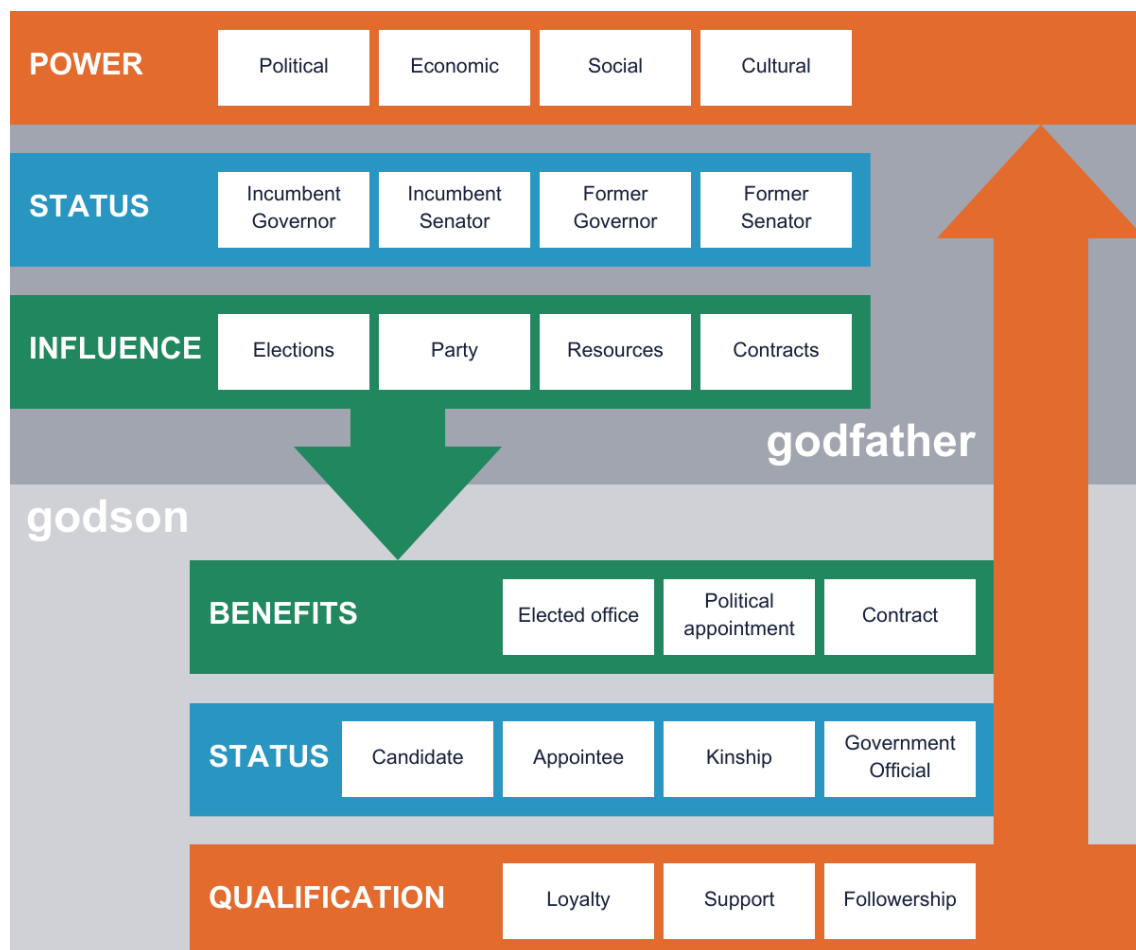 POWER
Political
Economic
Social
Cultural
STATUS
Incumbent
Governor
Incumbent
Senator
Former
Governor
Former
Senator
INFLUENCE
Elections
Party
Resources
Contracts
godfather
godson
BENEFITS
Elected office
Political
appointment
Contract
STATUS
Candidate
Appointee
Kinship
Government
Official
QUALIFICATION
Loyalty
Support
Followership